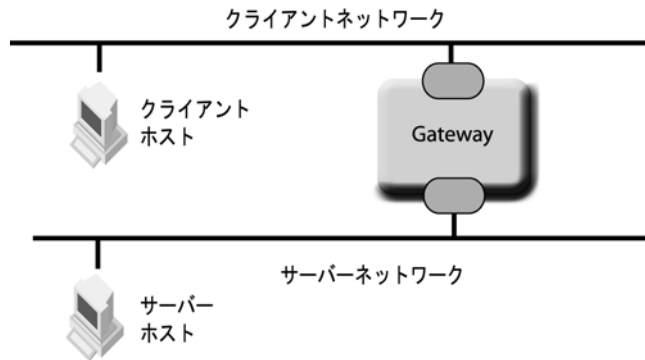 クライアントネットワーク
クライアント
ホスト
Gateway
サーバーネットワーク
サーバー
ホスト